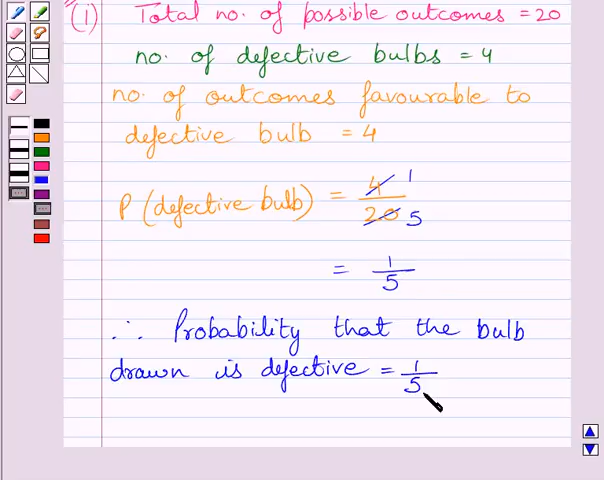 (1) Total no. of possible outcomes = 20
no. of defective bulbs = 4
no. of outcomes favourable to
defective bulb = 4
P (defective bulb) = 4/20 1 5
= 1/5
∴ Probability that the bulb
drawn is defective = 1/5